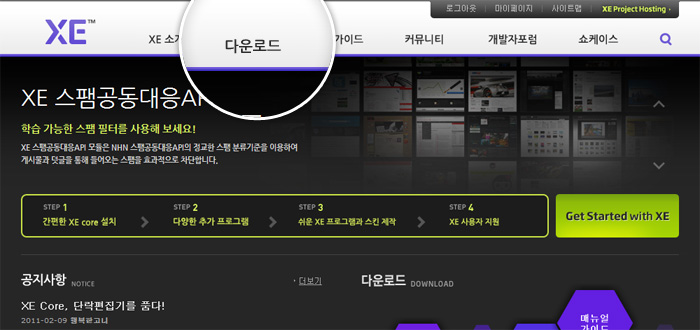 로그아웃 마이페이지 사이트맵 XE Project Hosting
XE™
XE 소
다운로드
가이드
커뮤니티
개발자포럼
쇼케이스
XE 스팸공동대응AP
학습 가능한 스팸 필터를 사용해 보세요!
XE 스팸공동대응API 모듈은 NHN 스팸공동대응API의 정교한 스팸 분류기준을 이용하여
게시물과 댓글을 통해 들어오는 스팸을 효과적으로 차단합니다.
STEP 1
간편한 XE core 설치
STEP 2
다양한 추가 프로그램
STEP 3
쉬운 XE 프로그램과 스킨 제작
STEP 4
XE 사용자 지원
Get Started with XE
공지사항 NOTICE
더보기
다운로드 DOWNLOAD
XE Core, 단락편집기를 품다!
2011-02-09 행복한고니
매뉴얼
가이드